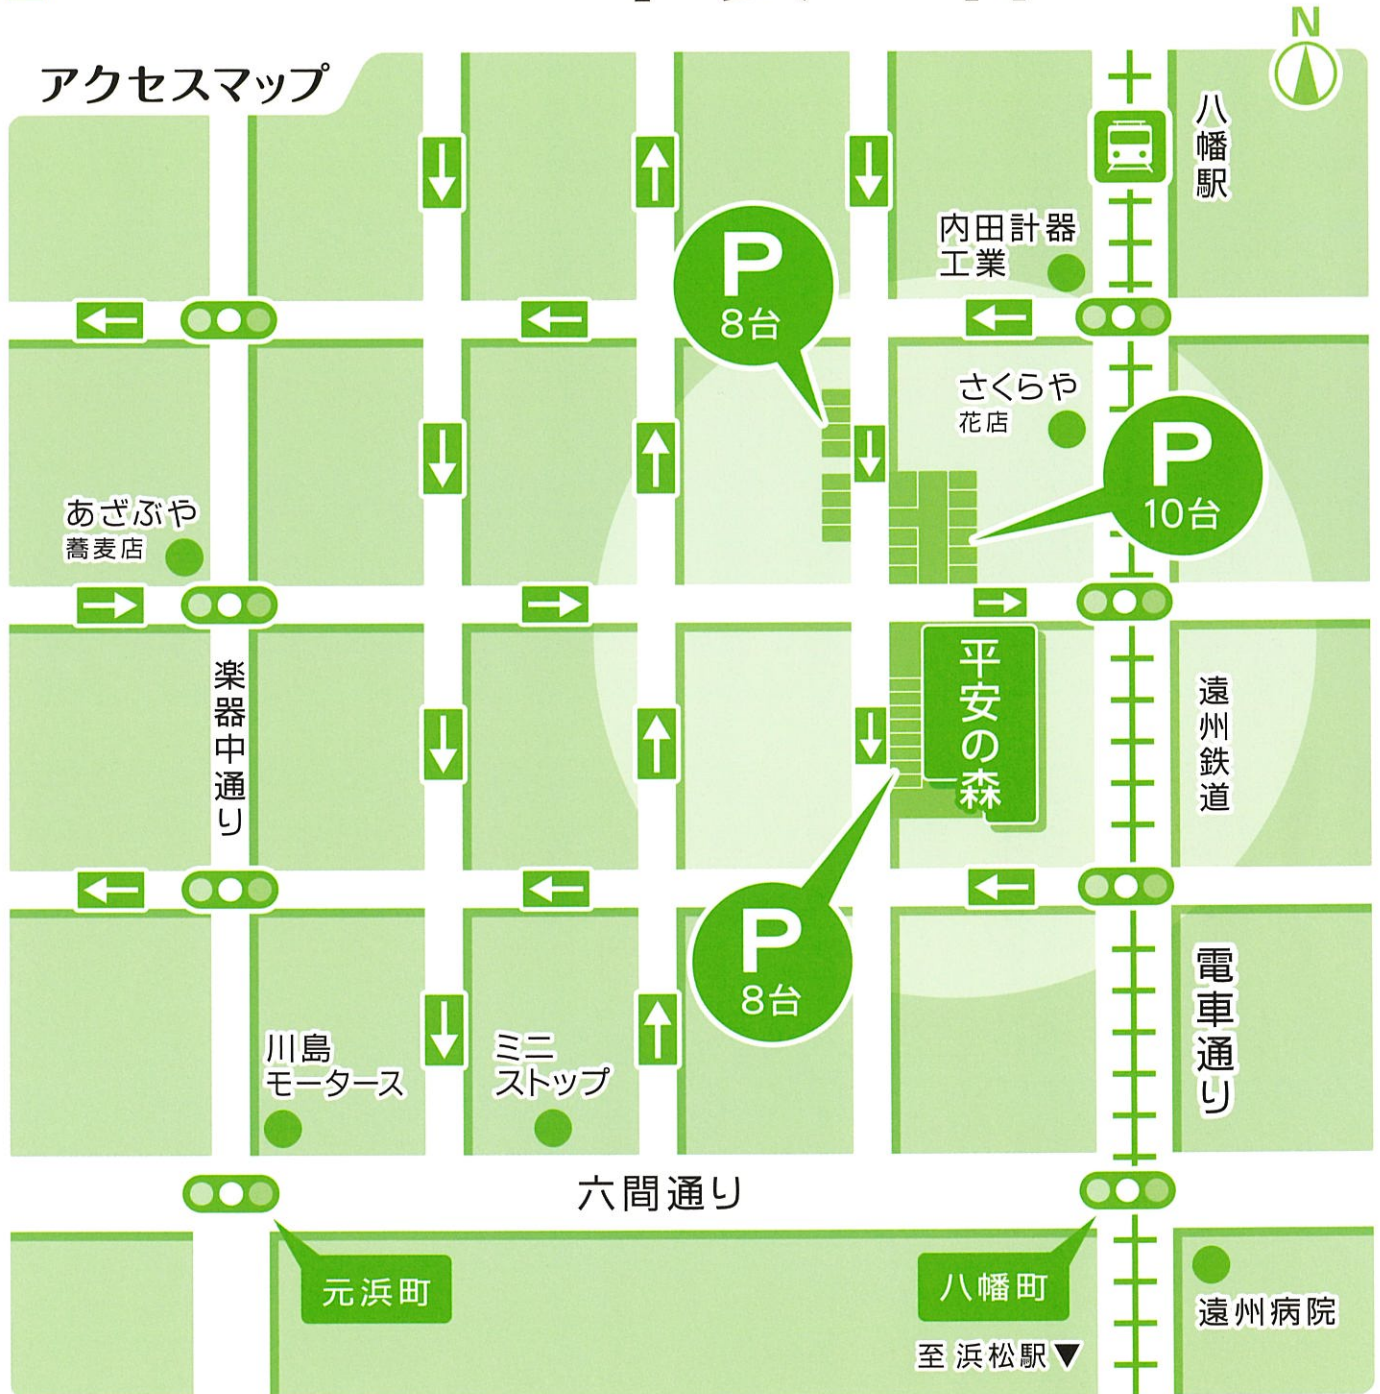 アクセスマップ
N
八幡駅
内田計器
工業
P
8台
さくらや
花店
P
10台
あざぶや
蕎麦店
楽器中通り
平安の森
遠州鉄道
P
8台
電車通り
川島
モータース
ミニ
ストップ
六間通り
元浜町
八幡町
遠州病院
至 浜松駅▼